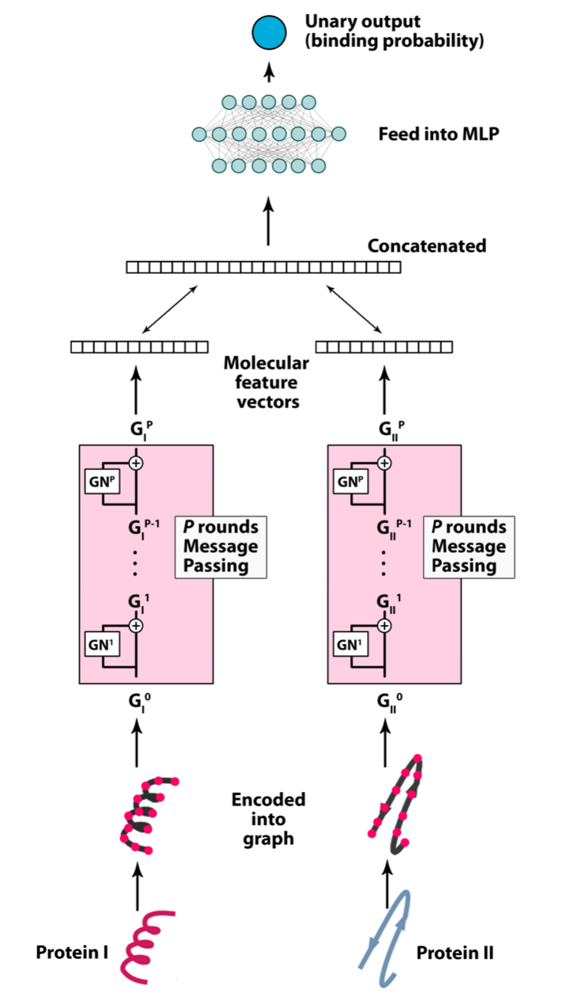 Unary output
(binding probability)
Feed into MLP
Concatenated
Molecular
feature
vectors
G_I^P
G_II^P
GN^P
GN^P
G_I^P-1
G_II^P-1
P rounds
Message
Passing
P rounds
Message
Passing
G_I^1
G_II^1
GN^1
GN^1
G_I^0
G_II^0
Encoded
into
graph
Protein I
Protein II